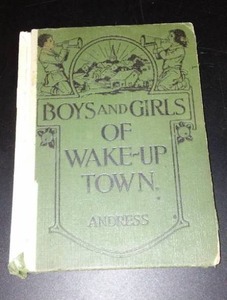 BOYS AND GIRLS
OF
WAKE-UP
TOWN.
ANDRESS